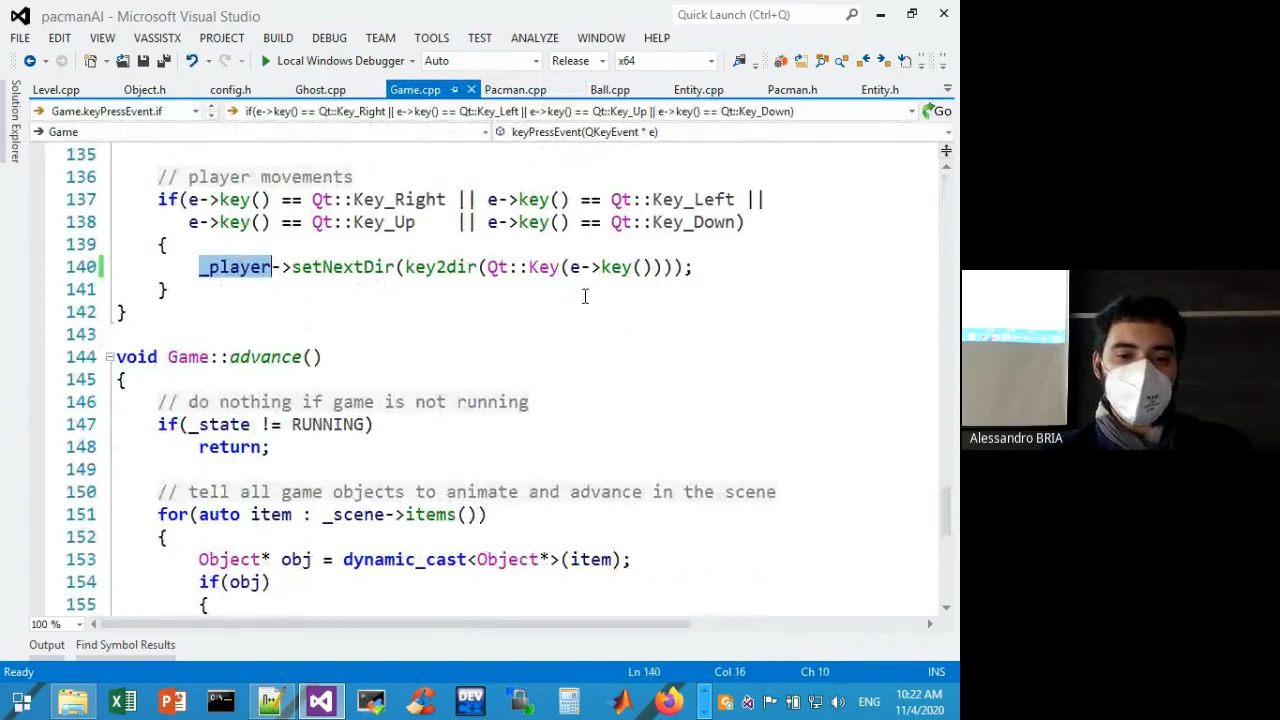 pacmanAI - Microsoft Visual Studio
Quick Launch (Ctrl+Q)
FILE EDIT VIEW VASSISTX PROJECT BUILD DEBUG TEAM TOOLS TEST ANALYZE WINDOW HELP
Local Windows Debugger Auto Release x64
Level.cpp Object.h config.h Ghost.cpp Game.cpp Pacman.cpp Ball.cpp Entity.cpp Pacman.h Entity.h
Game.keyPressEvent.if if(e->key() == Qt::Key_Right || e->key() == Qt::Key_Left || e->key() == Qt::Key_Up || e->key() == Qt::Key_Down) Go
Game keyPressEvent(QKeyEvent * e)
Solution Explorer
135
136 // player movements
137 if(e->key() == Qt::Key_Right || e->key() == Qt::Key_Left ||
138 e->key() == Qt::Key_Up || e->key() == Qt::Key_Down)
139 {
140 _player->setNextDir(key2dir(Qt::Key(e->key())));
141 }
142 }
143
144 void Game::advance()
145 {
146 // do nothing if game is not running
147 if(_state != RUNNING)
148 return;
149
150 // tell all game objects to animate and advance in the scene
151 for(auto item : _scene->items())
152 {
153 Object* obj = dynamic_cast<Object*>(item);
154 if(obj)
155 {
100 %
Output Find Symbol Results
Ready Ln 140 Col 16 Ch 10 INS
DEV
ENG
10:22 AM
11/4/2020
Alessandro BRIA